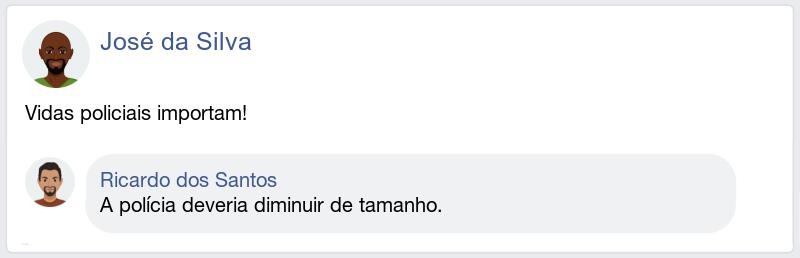 José da Silva
Vidas policiais importam!
Ricardo dos Santos
A polícia deveria diminuir de tamanho.